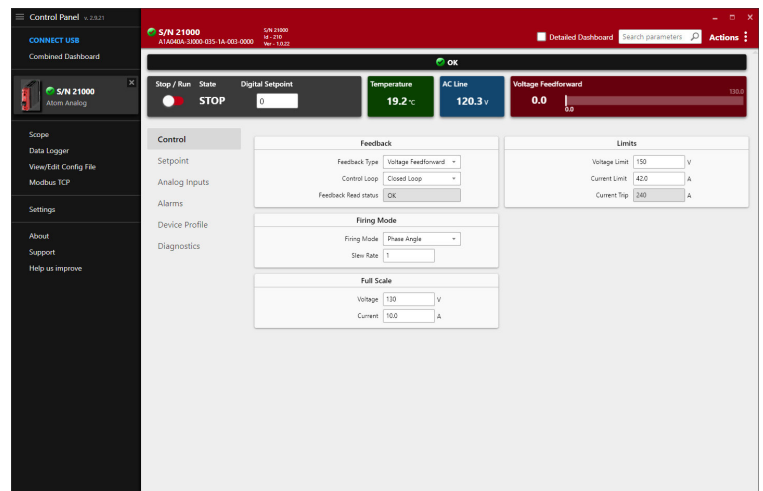 Control Panel v. 2.9.21
CONNECT USB
Combined Dashboard
S/N 21000
Atom Analog
Scope
Data Logger
View/Edit Config File
Modbus TCP
Settings
About
Support
Help us improve
S/N 21000
A1A040A-3J000-035-1A-003-0000
S/N 21000
Id - 210
Ver - 1.0.22
Detailed Dashboard
Search parameters
Actions
OK
Stop / Run State Digital Setpoint
STOP 0
Temperature
19.2 °C
AC Line
120.3 V
Voltage Feedforward
0.0
130.0
0.0
Control
Setpoint
Analog Inputs
Alarms
Device Profile
Diagnostics
Feedback
Feedback Type Voltage Feedforward
Control Loop Closed Loop
Feedback Read status OK
Firing Mode
Firing Mode Phase Angle
Slew Rate 1
Full Scale
Voltage 130 V
Current 10.0 A
Limits
Voltage Limit 150 V
Current Limit 42.0 A
Current Trip 240 A